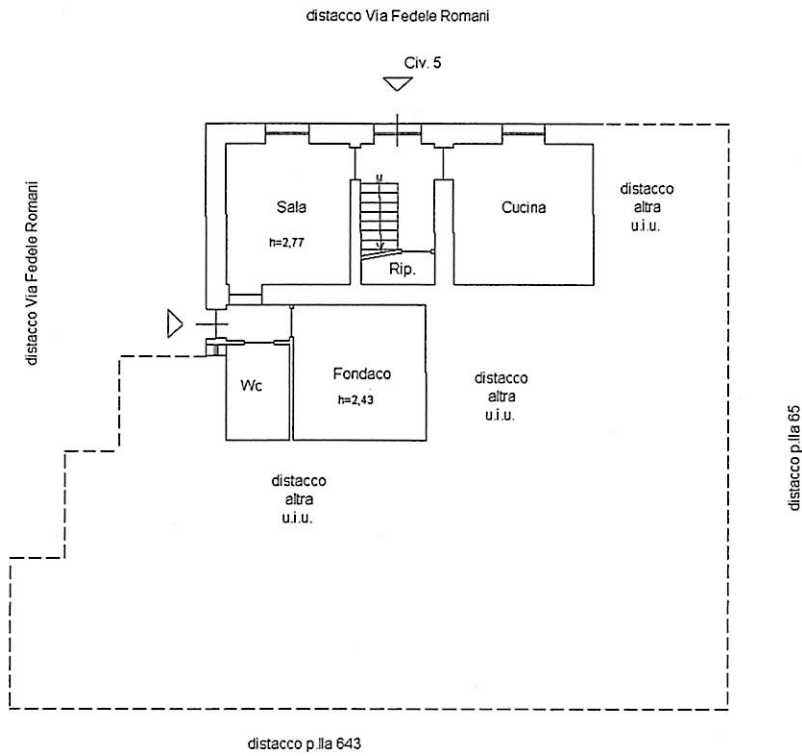 distacco Via Fedele Romani
Civ. 5
distacco Via Fedele Romani
Sala
h=2,77
Rip.
Cucina
distacco
altra
u.i.u.
Wc
Fondaco
h=2,43
distacco
altra
u.i.u.
distacco p.lla 65
distacco
altra
u.i.u.
distacco p.lla 643